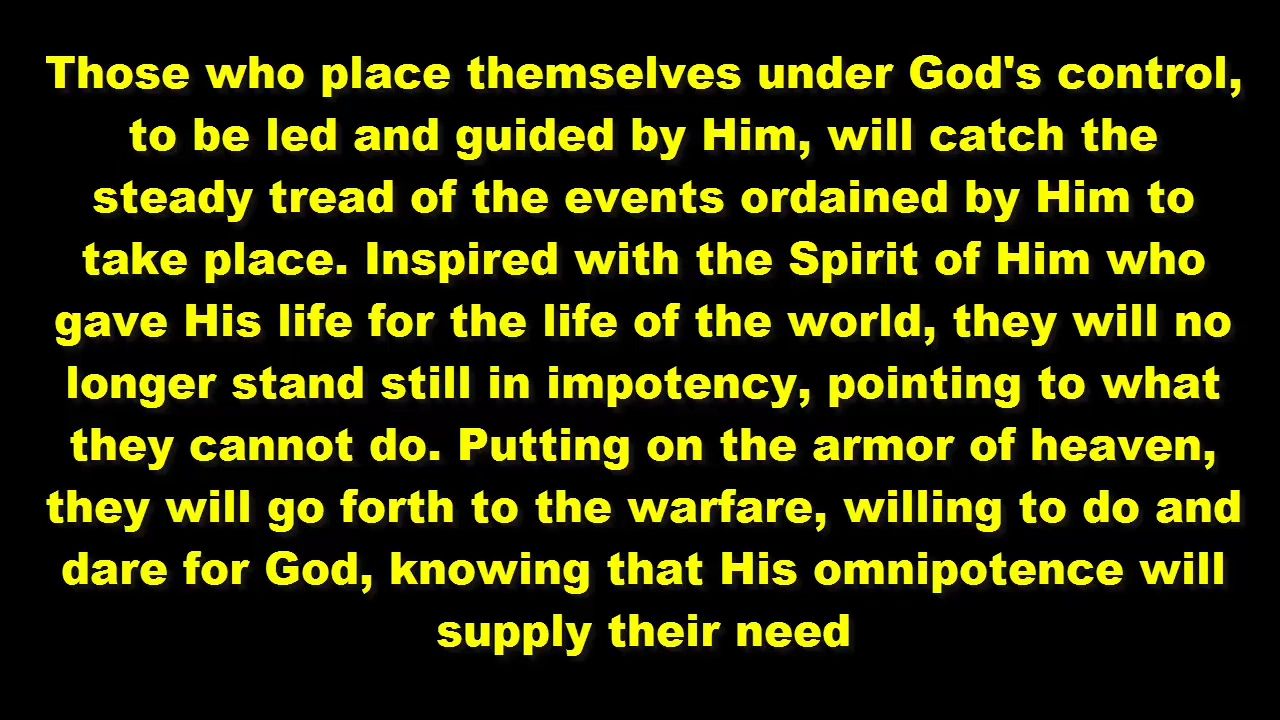 Those who place themselves under God's control,
to be led and guided by Him, will catch the
steady tread of the events ordained by Him to
take place. Inspired with the Spirit of Him who
gave His life for the life of the world, they will no
longer stand still in impotency, pointing to what
they cannot do. Putting on the armor of heaven,
they will go forth to the warfare, willing to do and
dare for God, knowing that His omnipotence will
supply their need